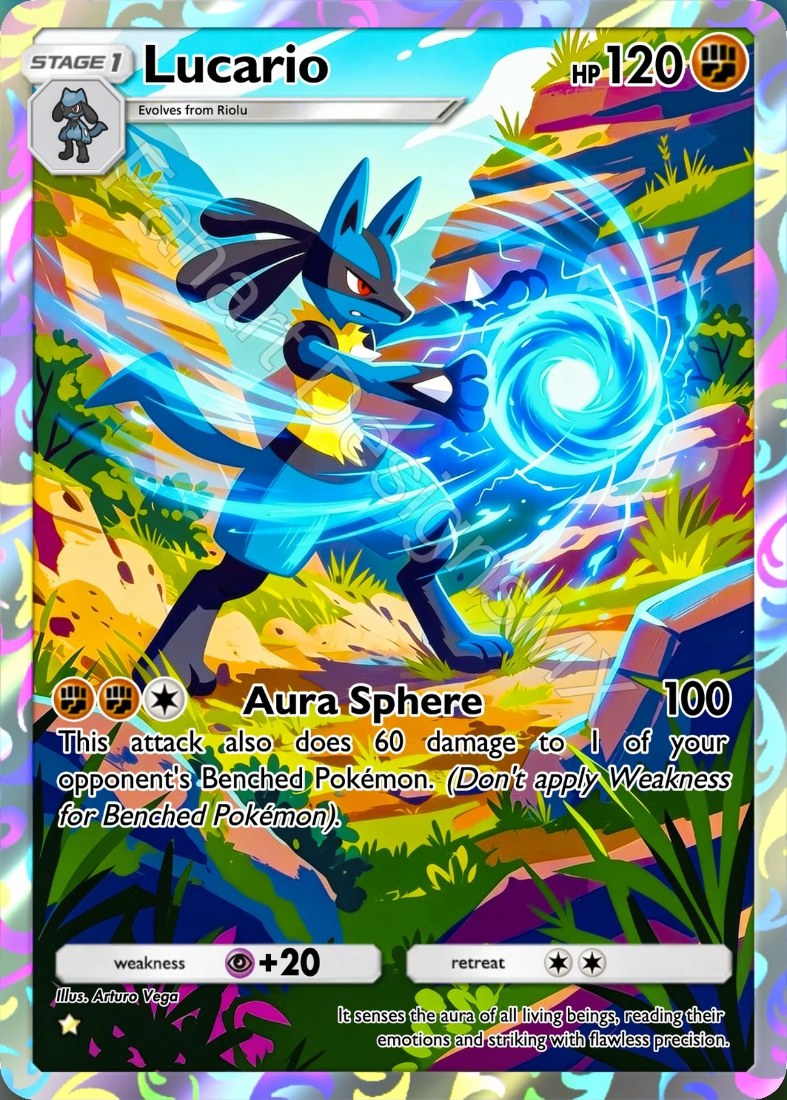 STAGE 1
Lucario
HP 120
Evolves from Riolu
Fanart DesignsMX
Aura Sphere 100
This attack also does 60 damage to 1 of your
opponent's Benched Pokémon. (Don't apply Weakness
for Benched Pokémon).
weakness +20
retreat
Illus. Arturo Vega
It senses the aura of all living beings, reading their
emotions and striking with flawless precision.